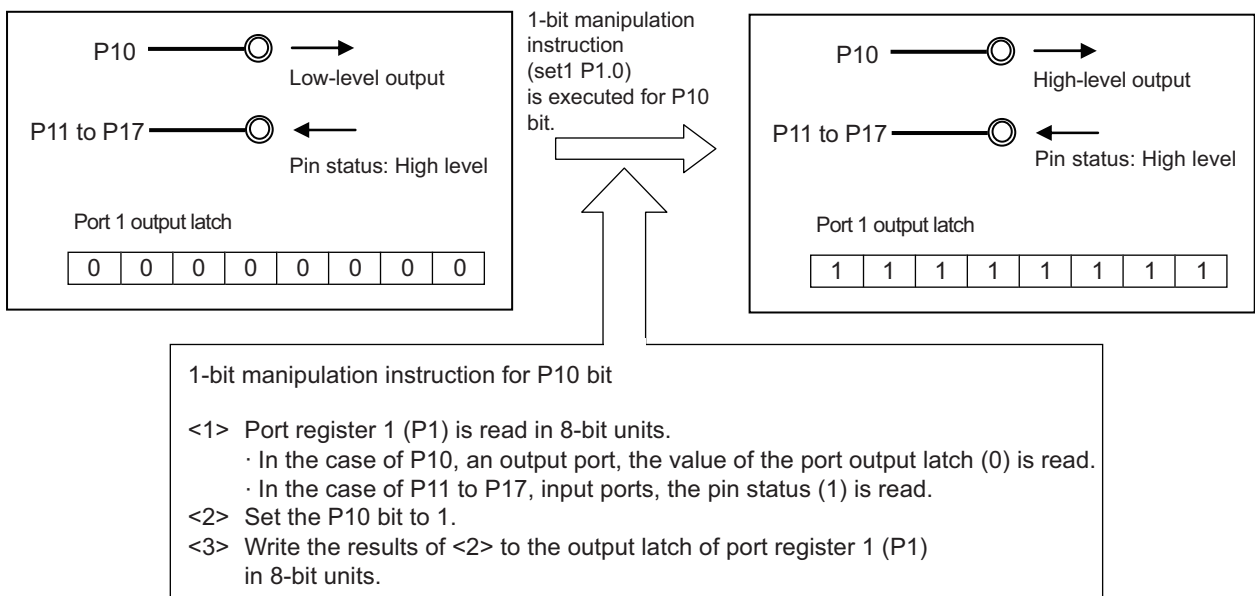 P10
Low-level output
P11 to P17
Pin status: High level
Port 1 output latch
0 0 0 0 0 0 0 0
1-bit manipulation
instruction
(set1 P1.0)
is executed for P10
bit.
P10
High-level output
P11 to P17
Pin status: High level
Port 1 output latch
1 1 1 1 1 1 1 1
1-bit manipulation instruction for P10 bit
<1> Port register 1 (P1) is read in 8-bit units.
· In the case of P10, an output port, the value of the port output latch (0) is read.
· In the case of P11 to P17, input ports, the pin status (1) is read.
<2> Set the P10 bit to 1.
<3> Write the results of <2> to the output latch of port register 1 (P1)
in 8-bit units.